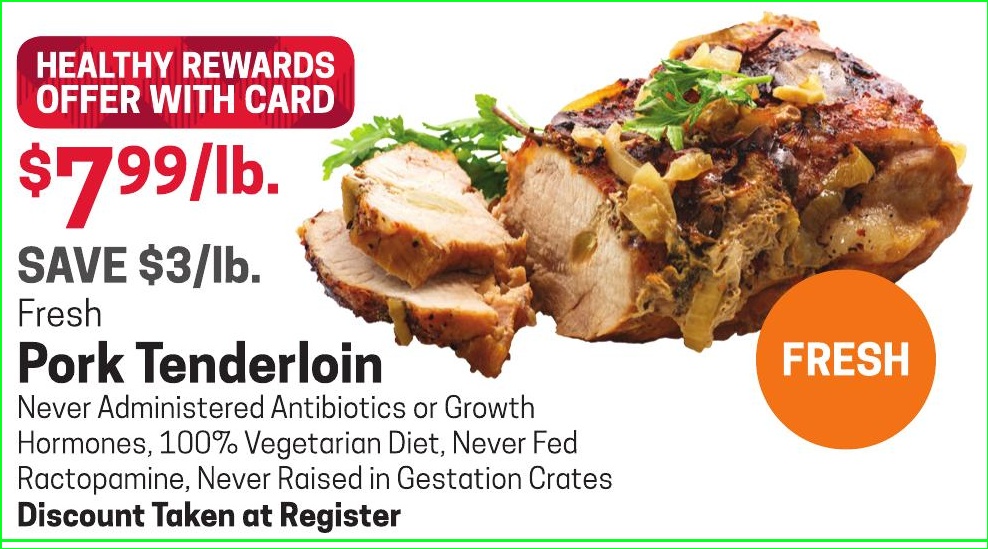 HEALTHY REWARDS
OFFER WITH CARD
$7.99/lb.
SAVE $3/lb.
Fresh
Pork Tenderloin
Never Administered Antibiotics or Growth
Hormones, 100% Vegetarian Diet, Never Fed
Ractopamine, Never Raised in Gestation Crates
Discount Taken at Register
FRESH